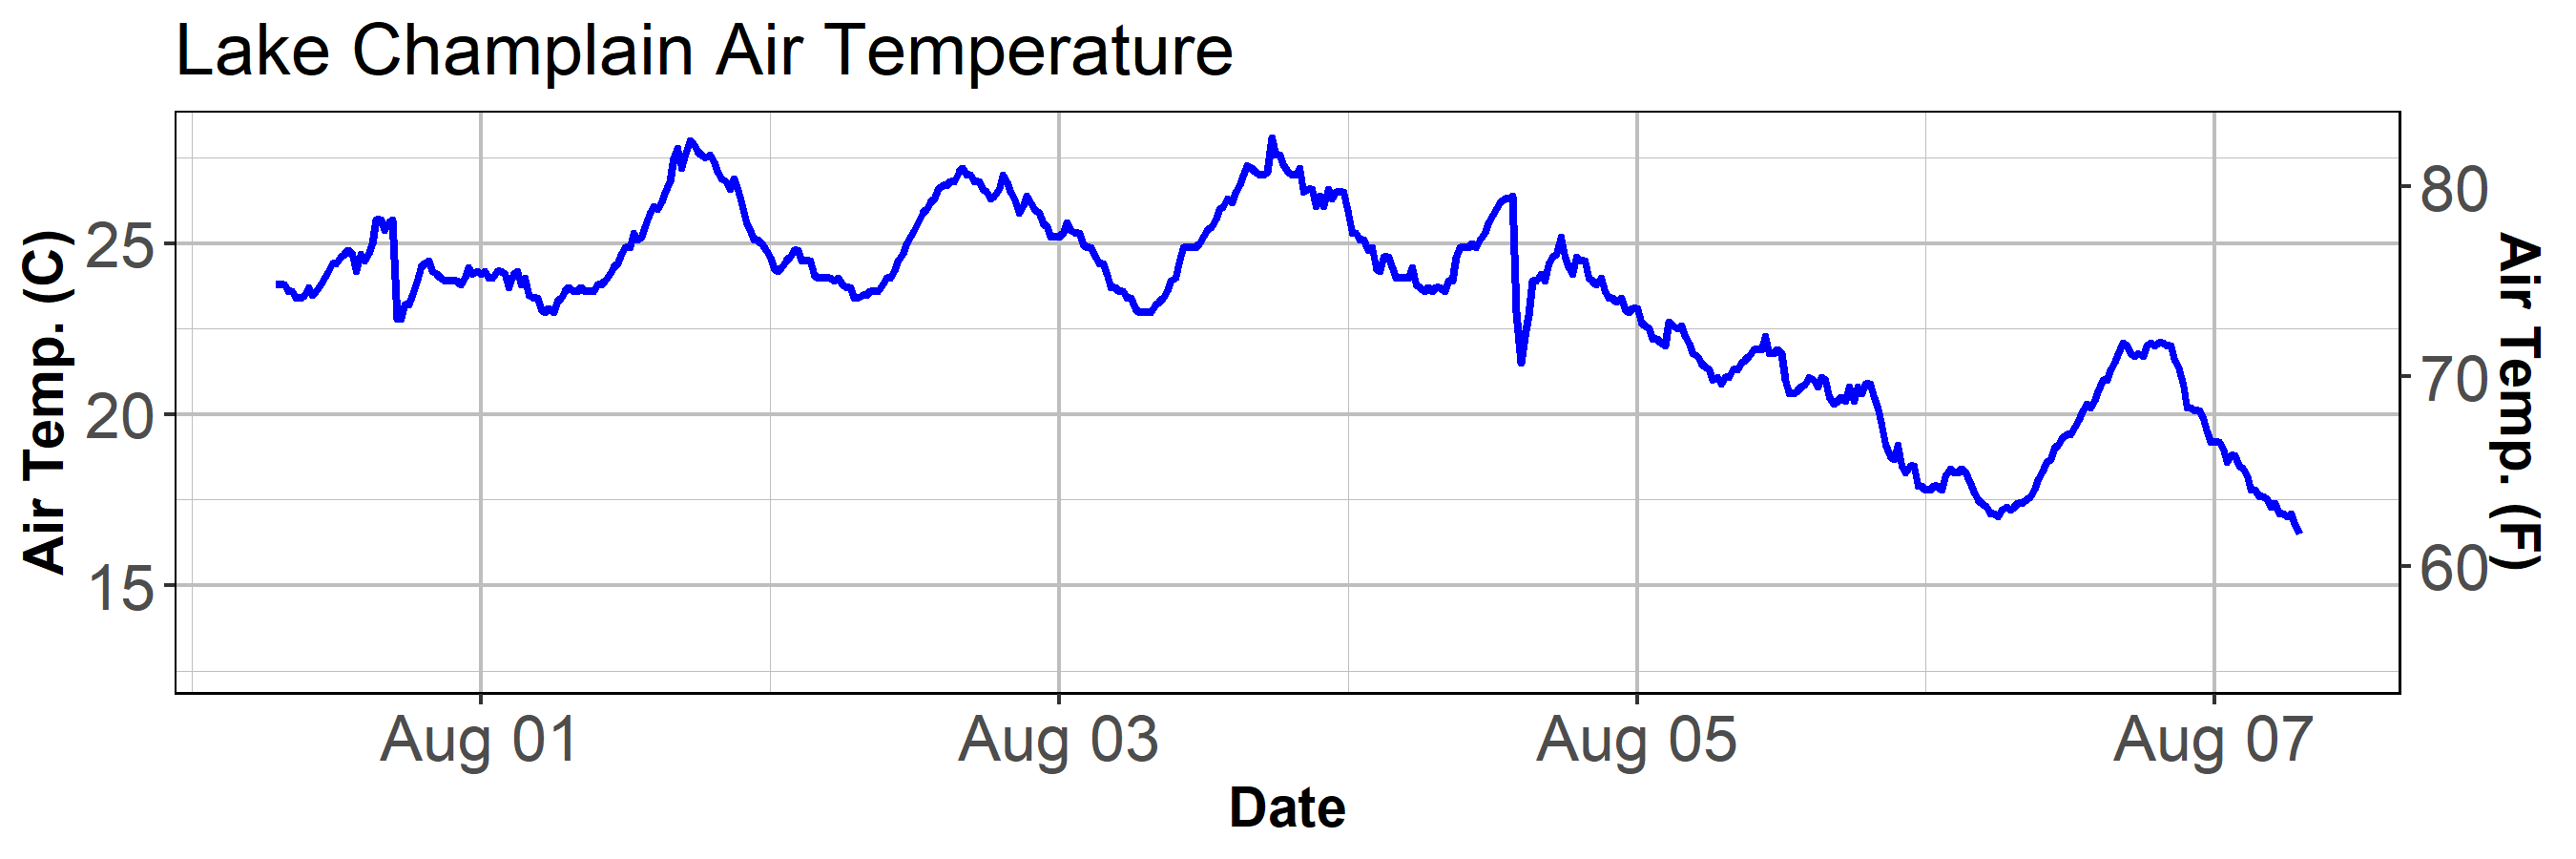 Lake Champlain Air Temperature
Air Temp. (C)
25
20
15
80
70
60
Air Temp. (F)
Aug 01
Aug 03
Aug 05
Aug 07
Date